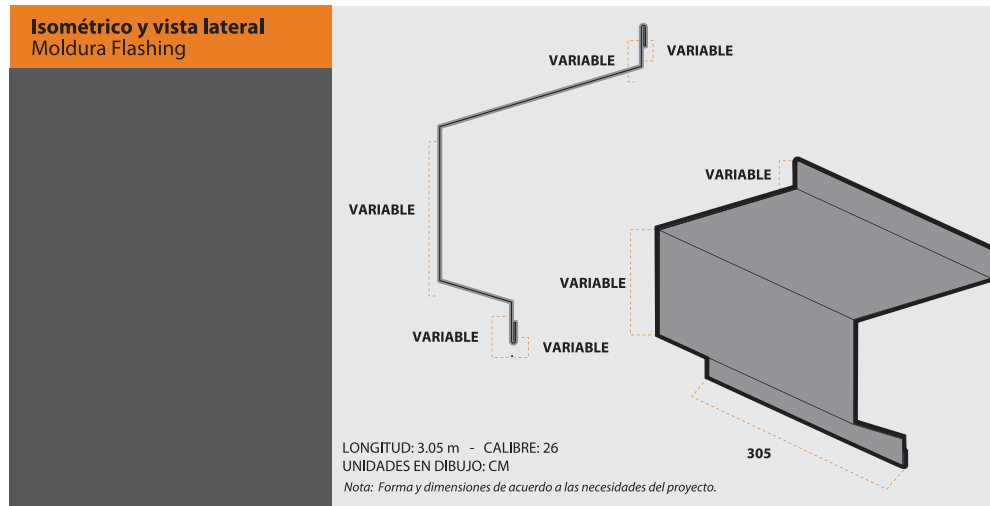 Isométrico y vista lateral
Moldura Flashing
VARIABLE
VARIABLE
VARIABLE
VARIABLE
VARIABLE
VARIABLE
VARIABLE
305
LONGITUD: 3.05 m - CALIBRE: 26
UNIDADES EN DIBUJO: CM
Nota: Forma y dimensiones de acuerdo a las necesidades del proyecto.